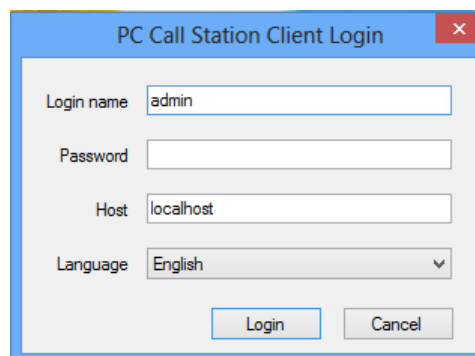 PC Call Station Client Login
Login name admin
Password
Host localhost
Language English
Login Cancel